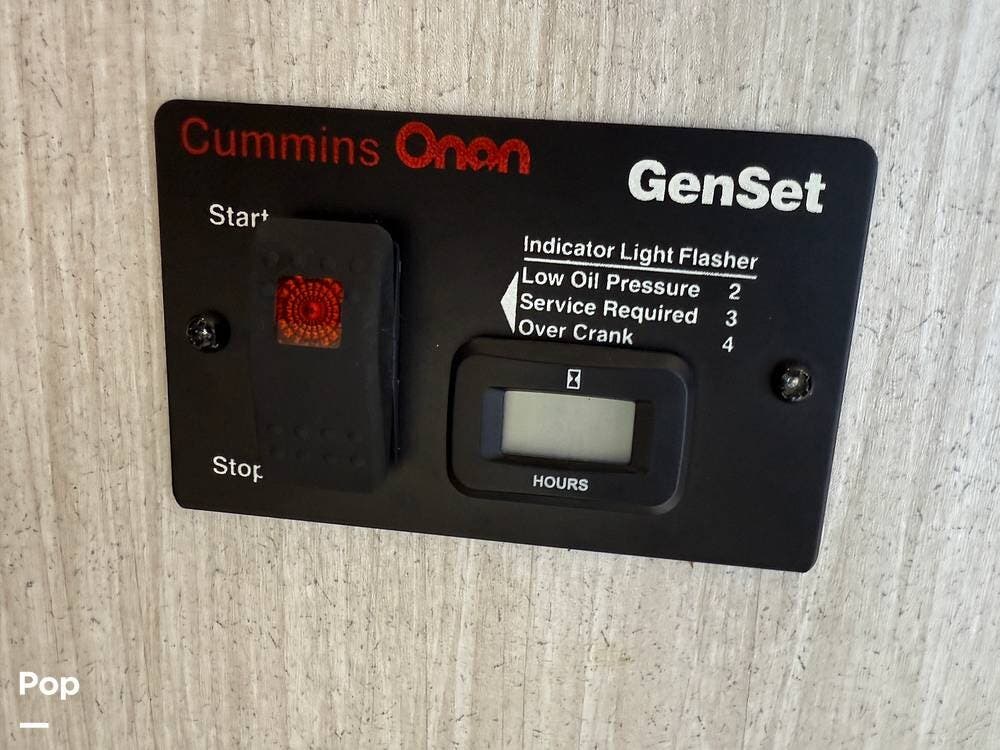 Cummins Onan
GenSet
Start
Indicator Light Flasher
Low Oil Pressure 2
Service Required 3
Over Crank 4
Stop
HOURS
Pop